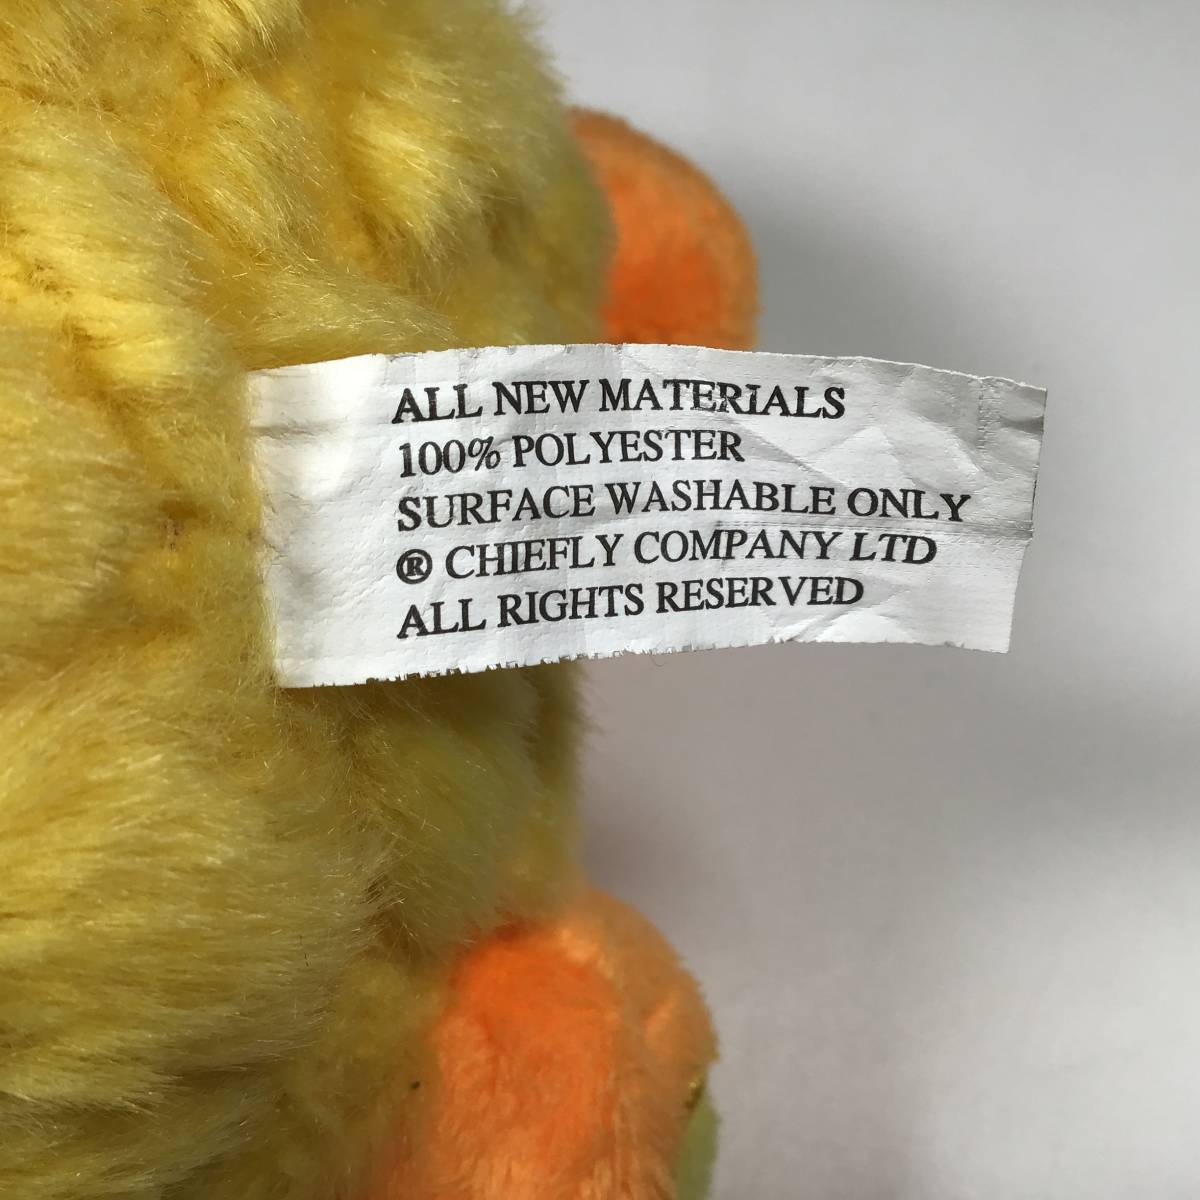 ALL NEW MATERIALS
100% POLYESTER
SURFACE WASHABLE ONLY
® CHIEFLY COMPANY LTD
ALL RIGHTS RESERVED